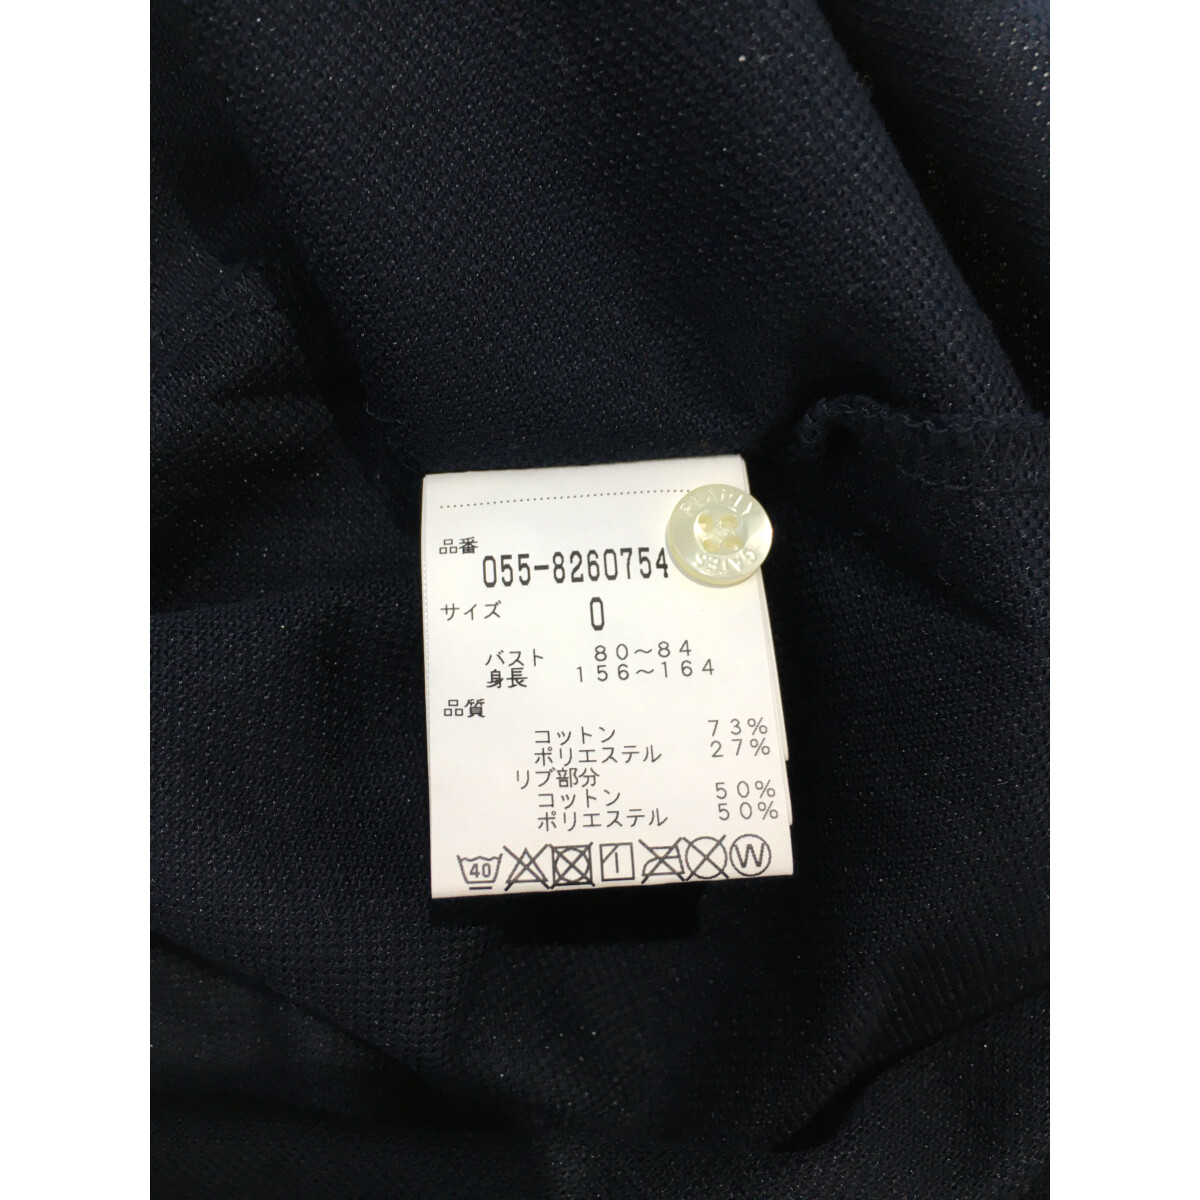 PEARLY
GATES
品番
055-8260754
サイズ
0
バスト 80～84
身長 156～164
品質
コットン 73%
ポリエステル 27%
リブ部分
コットン 50%
ポリエステル 50%
40
W